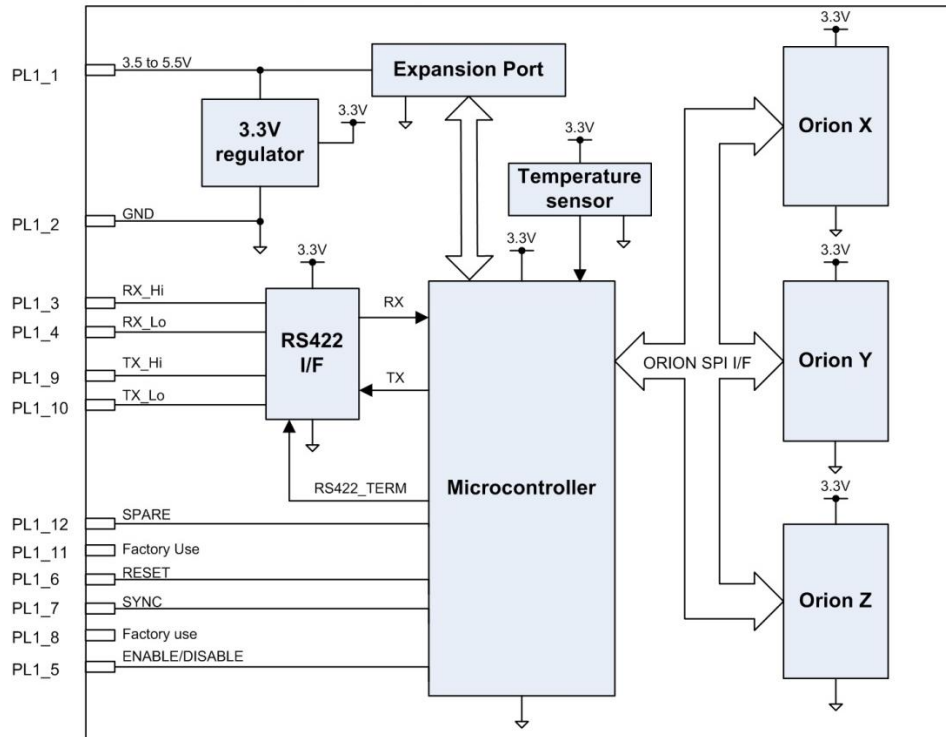 PL1_1
3.5 to 5.5V
Expansion Port
3.3V
3.3V
regulator
3.3V
Orion X
3.3V
Temperature
sensor
PL1_2
GND
3.3V
3.3V
3.3V
PL1_3
RX_Hi
RX
PL1_4
RX_Lo
RS422
I/F
PL1_9
TX_Hi
TX
PL1_10
TX_Lo
ORION SPI I/F
Orion Y
RS422_TERM
Microcontroller
3.3V
PL1_12
SPARE
PL1_11
Factory Use
PL1_6
RESET
PL1_7
SYNC
Orion Z
PL1_8
Factory use
PL1_5
ENABLE/DISABLE